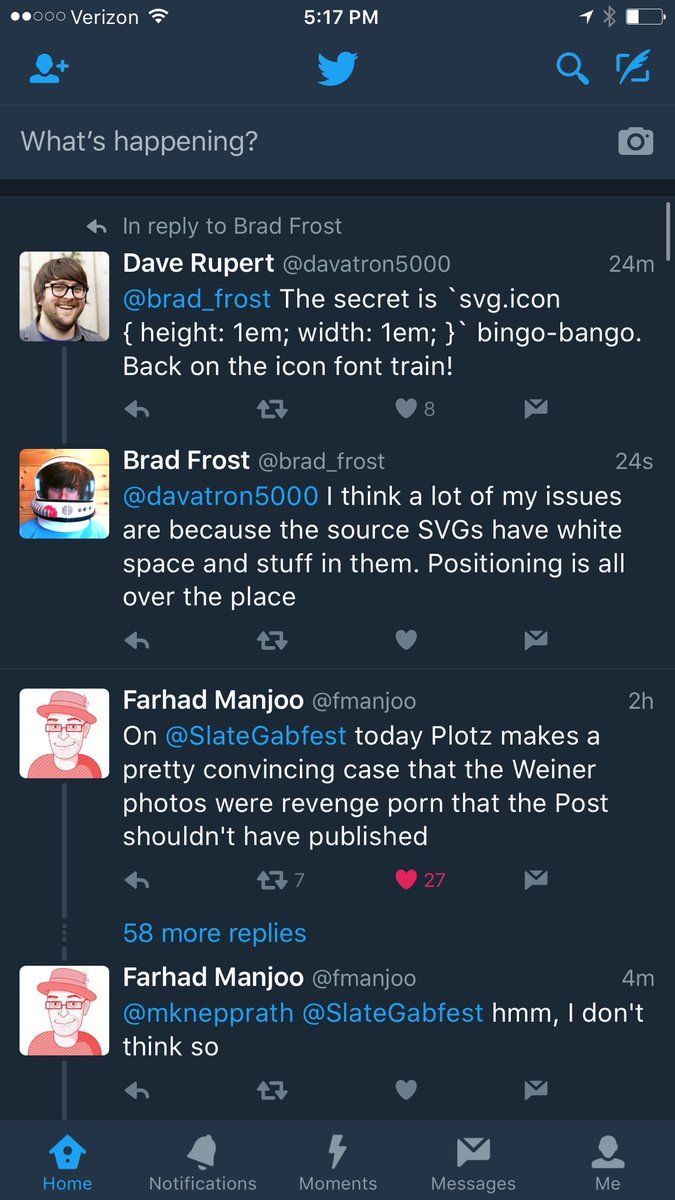 Verizon 5:17 PM
What’s happening?
In reply to Brad Frost
Dave Rupert @davatron5000 24m
@brad_frost The secret is `svg.icon
{ height: 1em; width: 1em; }` bingo-bango.
Back on the icon font train!
8
Brad Frost @brad_frost 24s
@davatron5000 I think a lot of my issues
are because the source SVGs have white
space and stuff in them. Positioning is all
over the place
Farhad Manjoo @fmanjoo 2h
On @SlateGabfest today Plotz makes a
pretty convincing case that the Weiner
photos were revenge porn that the Post
shouldn't have published
7 27
58 more replies
Farhad Manjoo @fmanjoo 4m
@mknepprath @SlateGabfest hmm, I don't
think so
Home Notifications Moments Messages Me